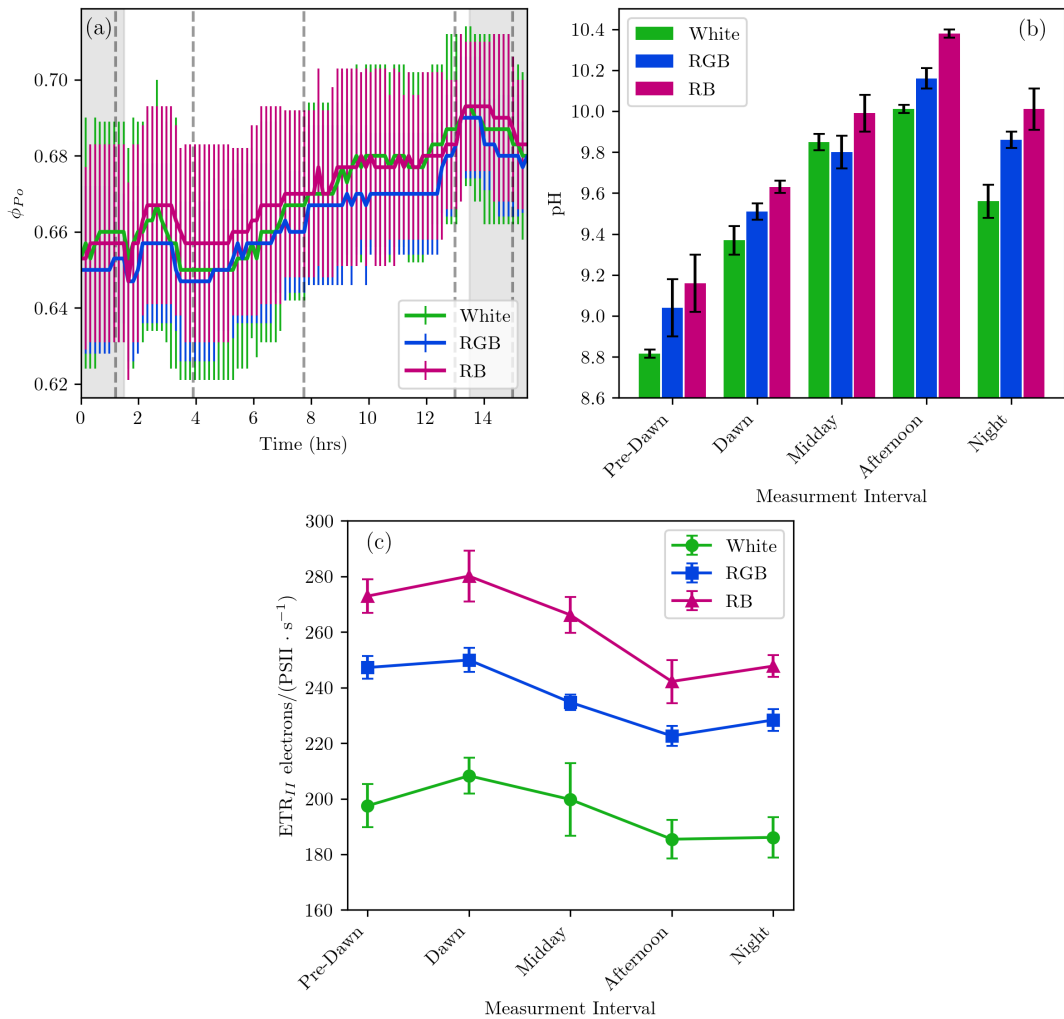 (a)
0.70
0.68
0.66
0.64
0.62
ϕ_{Po}
0 2 4 6 8 10 12 14
Time (hrs)
White
RGB
RB
(b)
10.4
10.2
10.0
9.8
9.6
9.4
9.2
9.0
8.8
8.6
pH
White
RGB
RB
Pre-Dawn
Dawn
Midday
Afternoon
Night
Measurment Interval
(c)
300
280
260
240
220
200
180
160
ETR_{II} electrons/(PSII · s⁻¹)
White
RGB
RB
Pre-Dawn
Dawn
Midday
Afternoon
Night
Measurment Interval